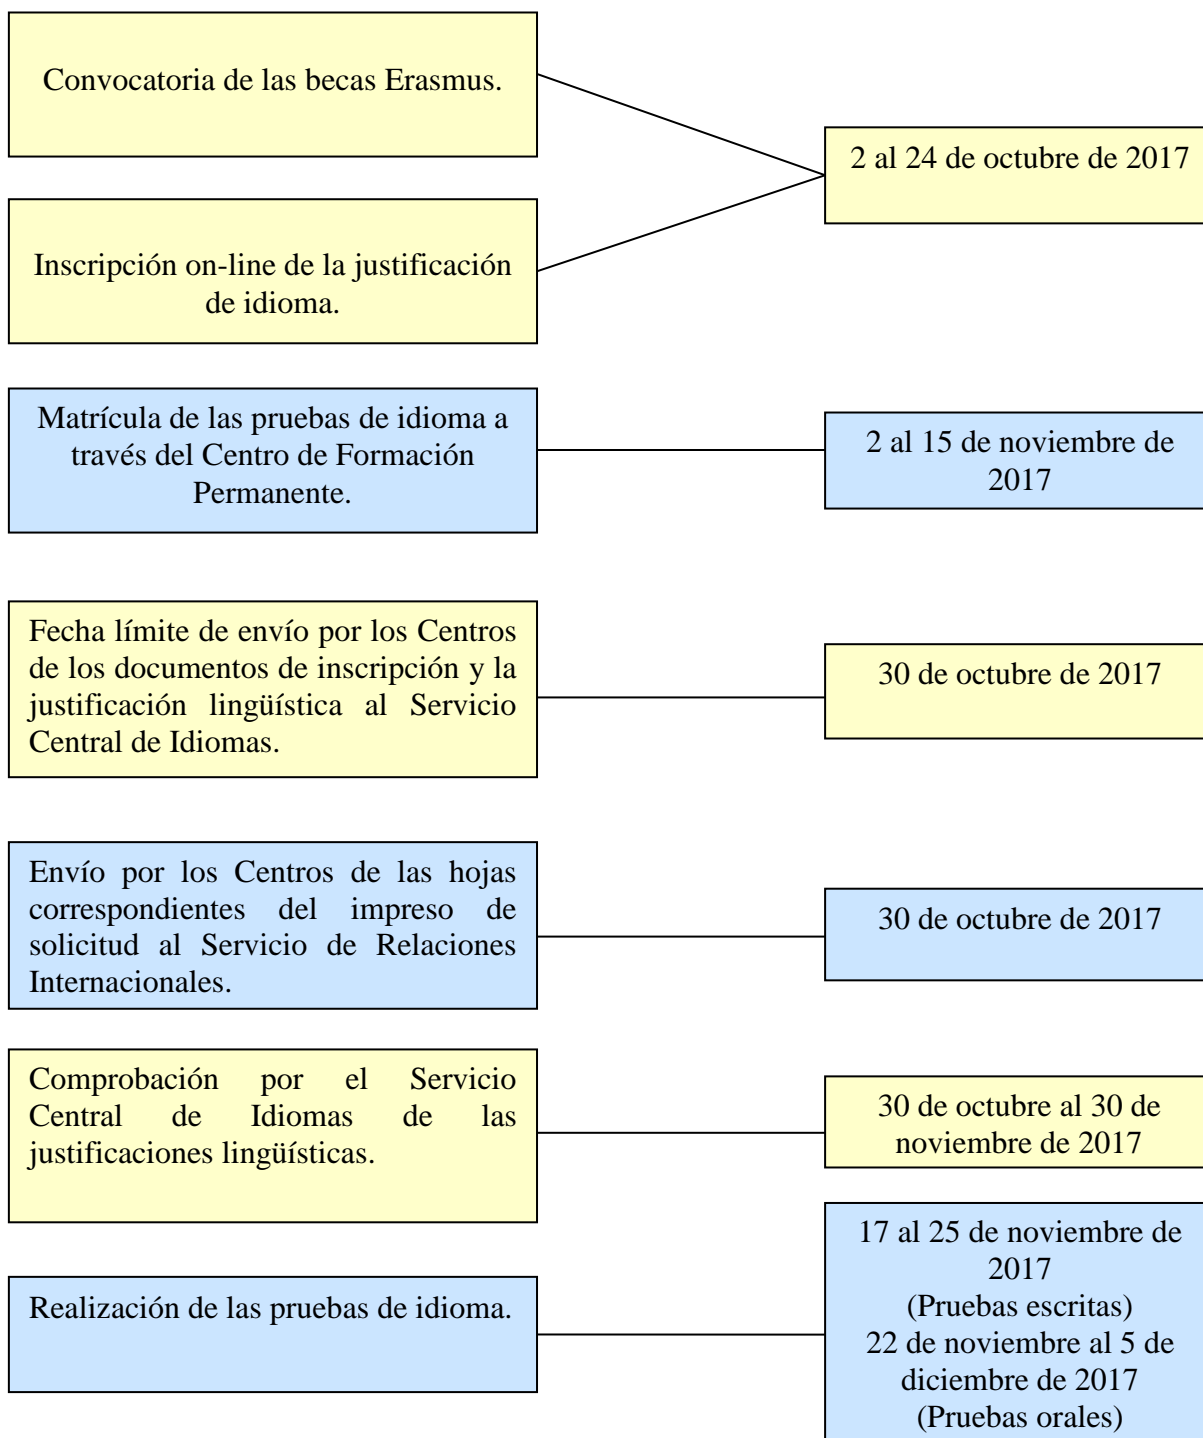 Convocatoria de las becas Erasmus.
2 al 24 de octubre de 2017
Inscripción on-line de la justificación
de idioma.
Matrícula de las pruebas de idioma a
través del Centro de Formación
Permanente.
2 al 15 de noviembre de
2017
Fecha límite de envío por los Centros
de los documentos de inscripción y la
justificación lingüística al Servicio
Central de Idiomas.
30 de octubre de 2017
Envío por los Centros de las hojas
correspondientes del impreso de
solicitud al Servicio de Relaciones
Internacionales.
30 de octubre de 2017
Comprobación por el Servicio
Central de Idiomas de las
justificaciones lingüísticas.
30 de octubre al 30 de
noviembre de 2017
Realización de las pruebas de idioma.
17 al 25 de noviembre de
2017
(Pruebas escritas)
22 de noviembre al 5 de
diciembre de 2017
(Pruebas orales)